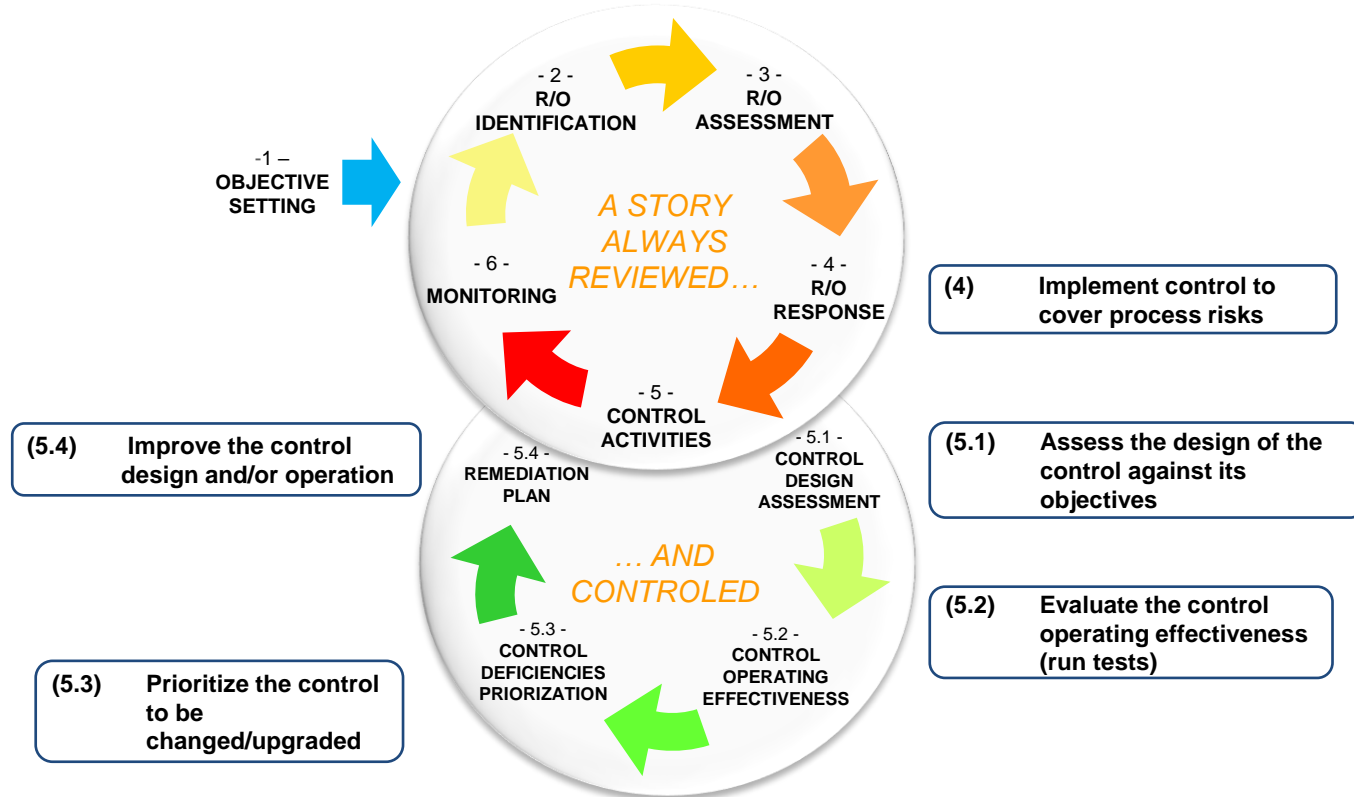 - 2 -
R/O
IDENTIFICATION
- 3 -
R/O
ASSESSMENT
-1 –
OBJECTIVE
SETTING
A STORY
ALWAYS
REVIEWED…
- 6 -
MONITORING
- 4 -
R/O
RESPONSE
(4) Implement control to
cover process risks
- 5 -
CONTROL
ACTIVITIES
(5.4) Improve the control
design and/or operation
- 5.4 -
REMEDIATION
PLAN
- 5.1 -
CONTROL
DESIGN
ASSESSMENT
(5.1) Assess the design of the
control against its
objectives
… AND
CONTROLED
(5.2) Evaluate the control
operating effectiveness
(run tests)
- 5.3 -
CONTROL
DEFICIENCIES
PRIORIZATION
- 5.2 -
CONTROL
OPERATING
EFFECTIVENESS
(5.3) Prioritize the control
to be
changed/upgraded